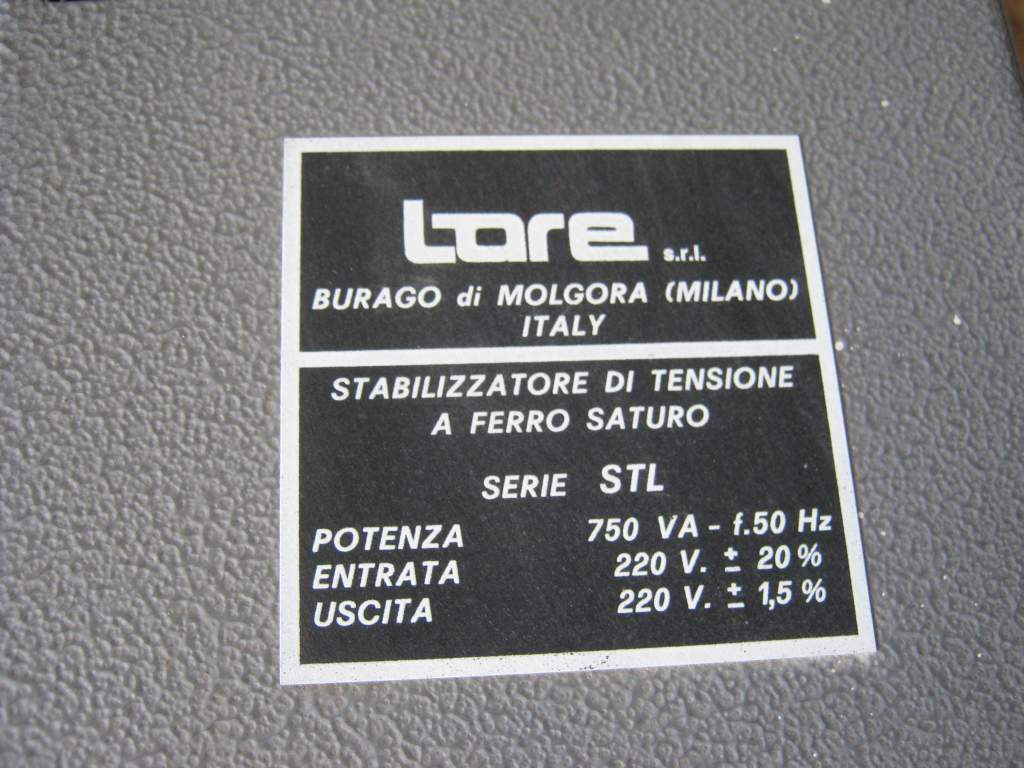 Lare s.r.l.
BURAGO di MOLGORA (MILANO)
ITALY
STABILIZZATORE DI TENSIONE
A FERRO SATURO
SERIE STL
POTENZA 750 VA - f.50 Hz
ENTRATA 220 V. ± 20%
USCITA 220 V. ± 1,5%